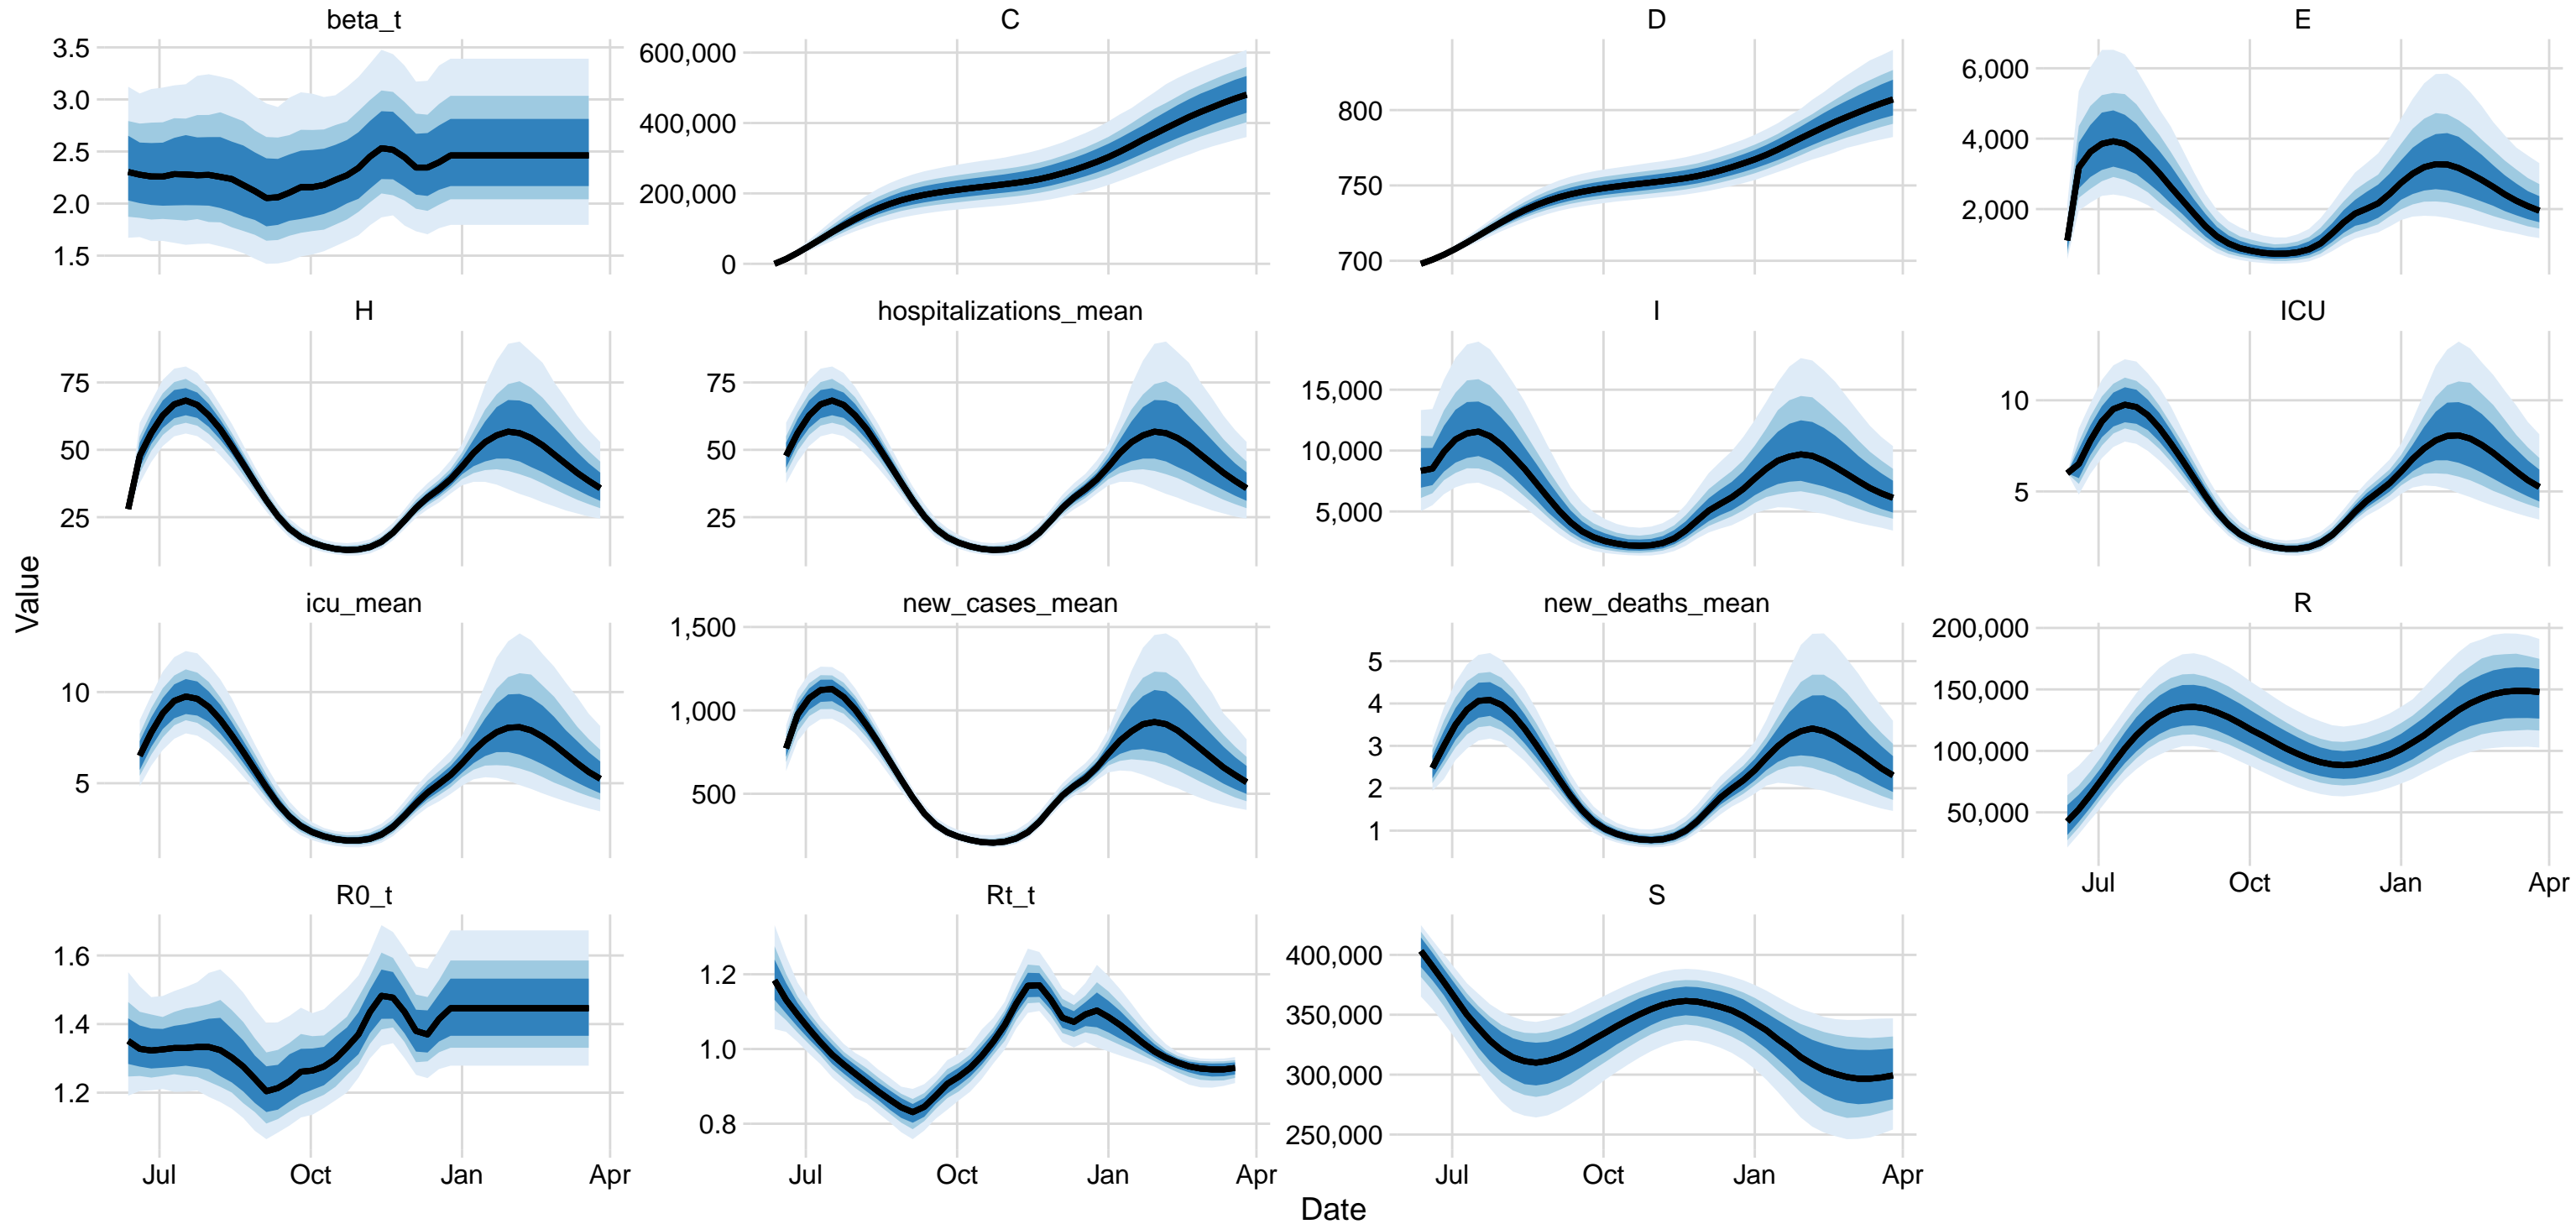 beta_t
3.5
3.0
2.5
2.0
1.5
C
600,000
400,000
200,000
0
D
800
750
700
E
6,000
4,000
2,000
H
75
50
25
hospitalizations_mean
75
50
25
I
15,000
10,000
5,000
ICU
10
5
Value
icu_mean
10
5
new_cases_mean
1,500
1,000
500
new_deaths_mean
5
4
3
2
1
R
200,000
150,000
100,000
50,000
Jul Oct Jan Apr
R0_t
1.6
1.4
1.2
Jul Oct Jan Apr
Rt_t
1.2
1.0
0.8
Jul Oct Jan Apr
S
400,000
350,000
300,000
250,000
Jul Oct Jan Apr
Date